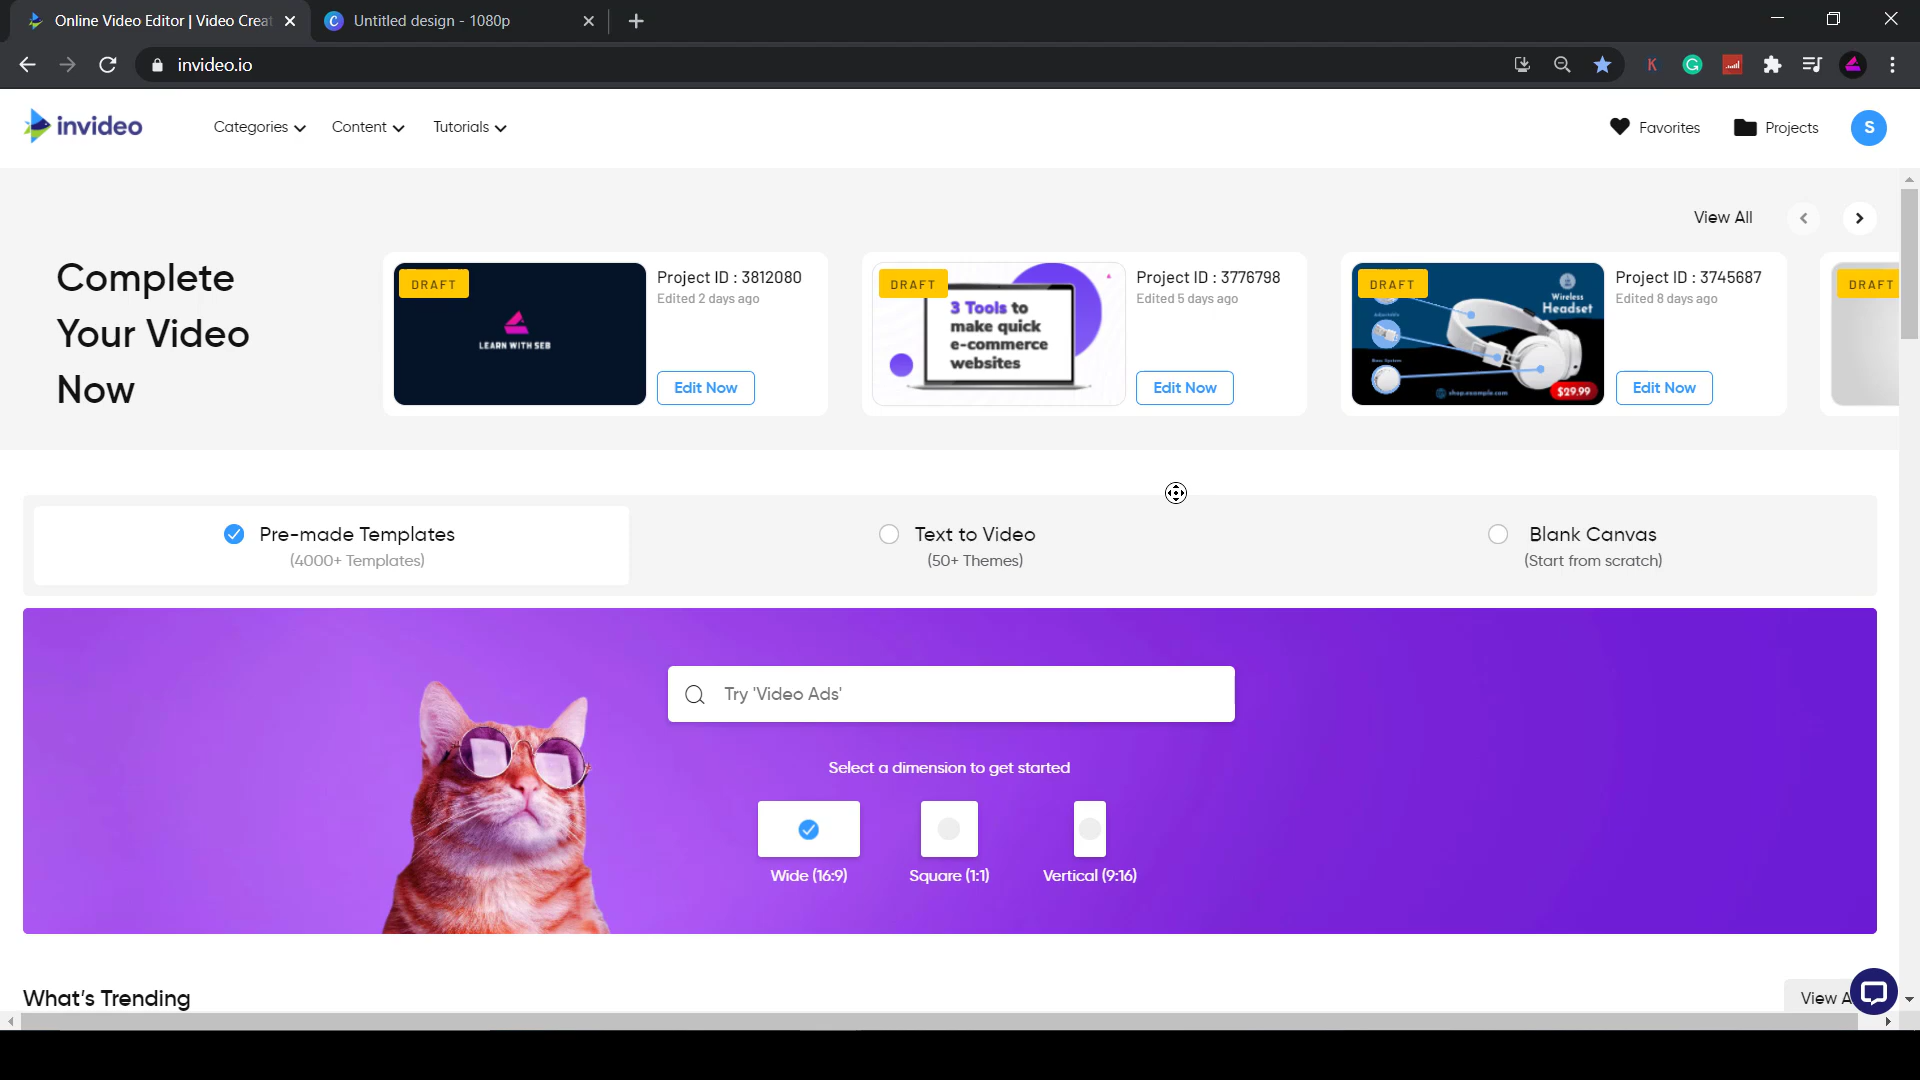 Online Video Editor | Video Creat
Untitled design - 1080p
invideo.io
invideo
Categories
Content
Tutorials
Favorites
Projects
S
View All
Complete
Your Video
Now
DRAFT
LEARN WITH SEB
Project ID : 3812080
Edited 2 days ago
Edit Now
DRAFT
3 Tools to
make quick
e-commerce
websites
Project ID : 3776798
Edited 5 days ago
Edit Now
DRAFT
Wireless
Headset
$29.99
shop.example.com
Project ID : 3745687
Edited 8 days ago
Edit Now
DRAFT
Pre-made Templates
(4000+ Templates)
Text to Video
(50+ Themes)
Blank Canvas
(Start from scratch)
Try 'Video Ads'
Select a dimension to get started
Wide (16:9)
Square (1:1)
Vertical (9:16)
What's Trending
View A